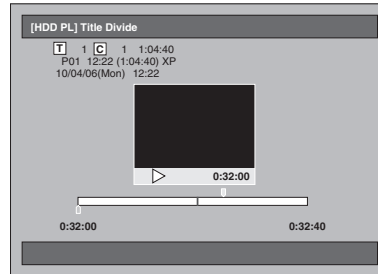 [HDD PL] Title Divide
T 1 C 1 1:04:40
P01 12:22 (1:04:40) XP
10/04/06(Mon) 12:22
0:32:00
0:32:00 0:32:40